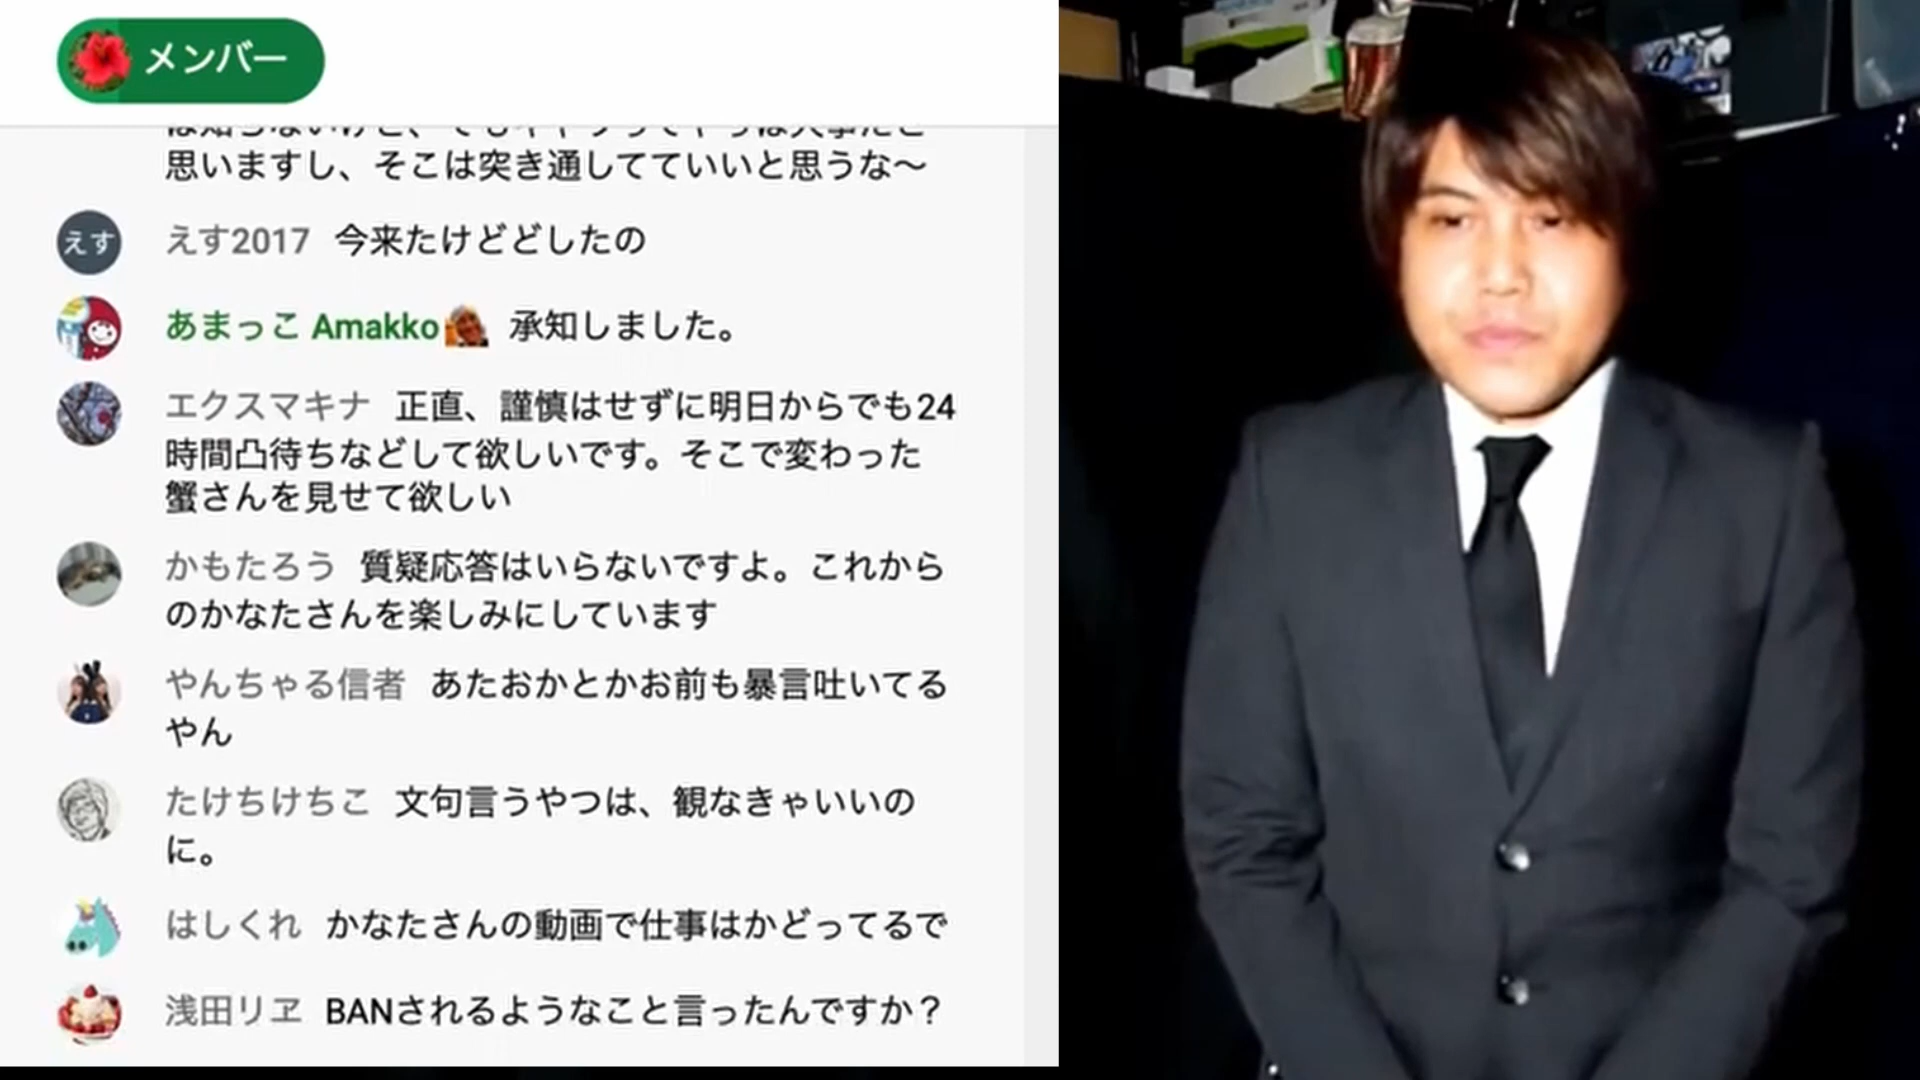 メンバー
思いますし、そこは突き通してていいと思うな〜
えす
えす2017 今来たけどどしたの
あまっこ Amakko 承知しました。
エクスマキナ 正直、謹慎はせずに明日からでも24
時間凸待ちなどして欲しいです。そこで変わった
蟹さんを見せて欲しい
かもたろう 質疑応答はいらないですよ。これから
のかなたさんを楽しみにしています
やんちゃる信者 あたおかとかお前も暴言吐いてる
やん
たけちけちこ 文句言うやつは、観なきゃいいの
に。
はしくれ かなたさんの動画で仕事はかどってるで
浅田リヱ BANされるようなこと言ったんですか？